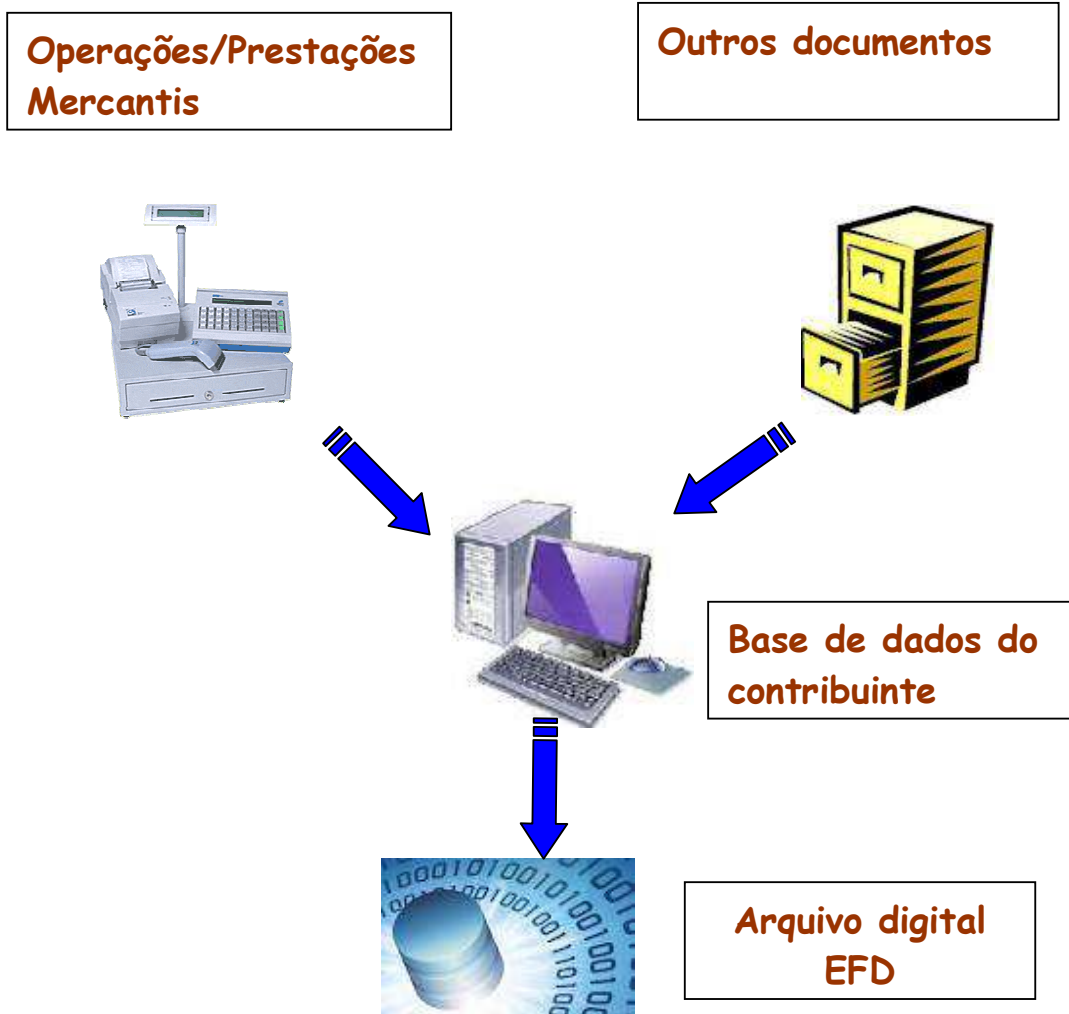 Operações/Prestações
Mercantis
Outros documentos
Base de dados do
contribuinte
Arquivo digital
EFD